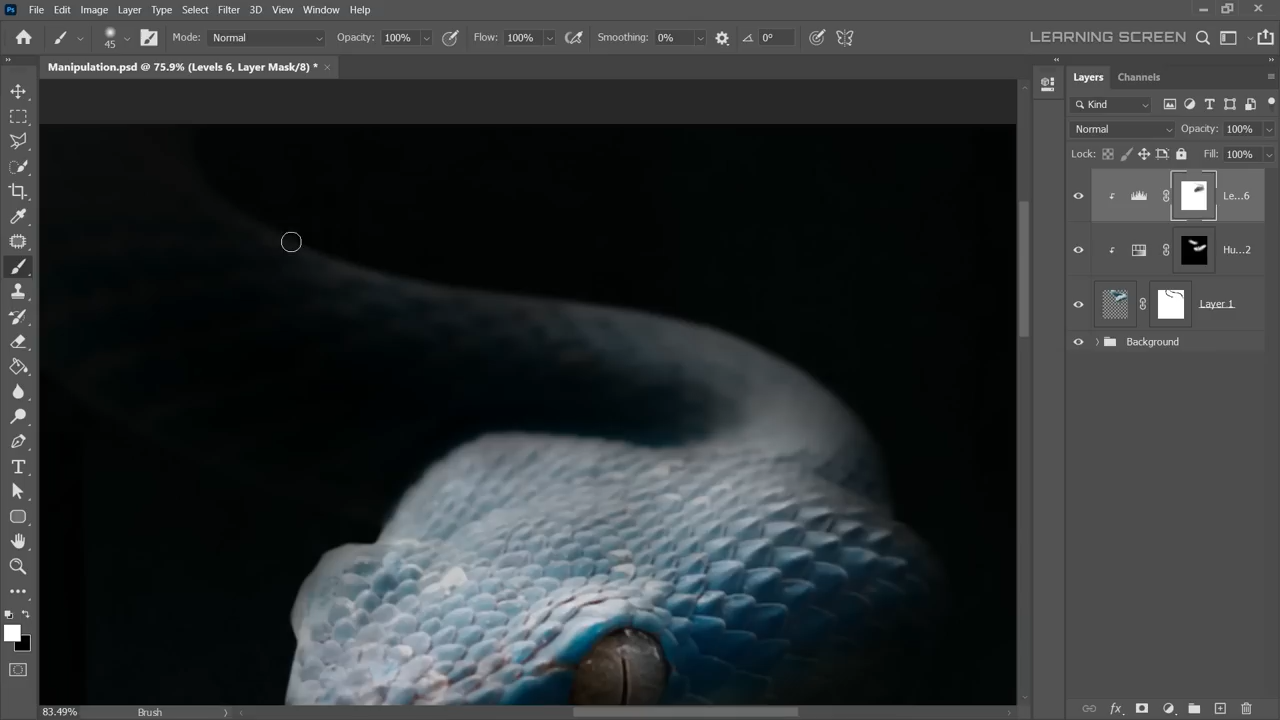 Ps File Edit Image Layer Type Select Filter 3D View Window Help
45 Mode: Normal Opacity: 100% Flow: 100% Smoothing: 0% 0° LEARNING SCREEN
Manipulation.psd @ 75.9% (Levels 6, Layer Mask/8) * ×
Layers Channels
Kind
Normal Opacity: 100%
Lock: Fill: 100%
Le...6
Hu...2
Layer 1
Background
83.49% Brush